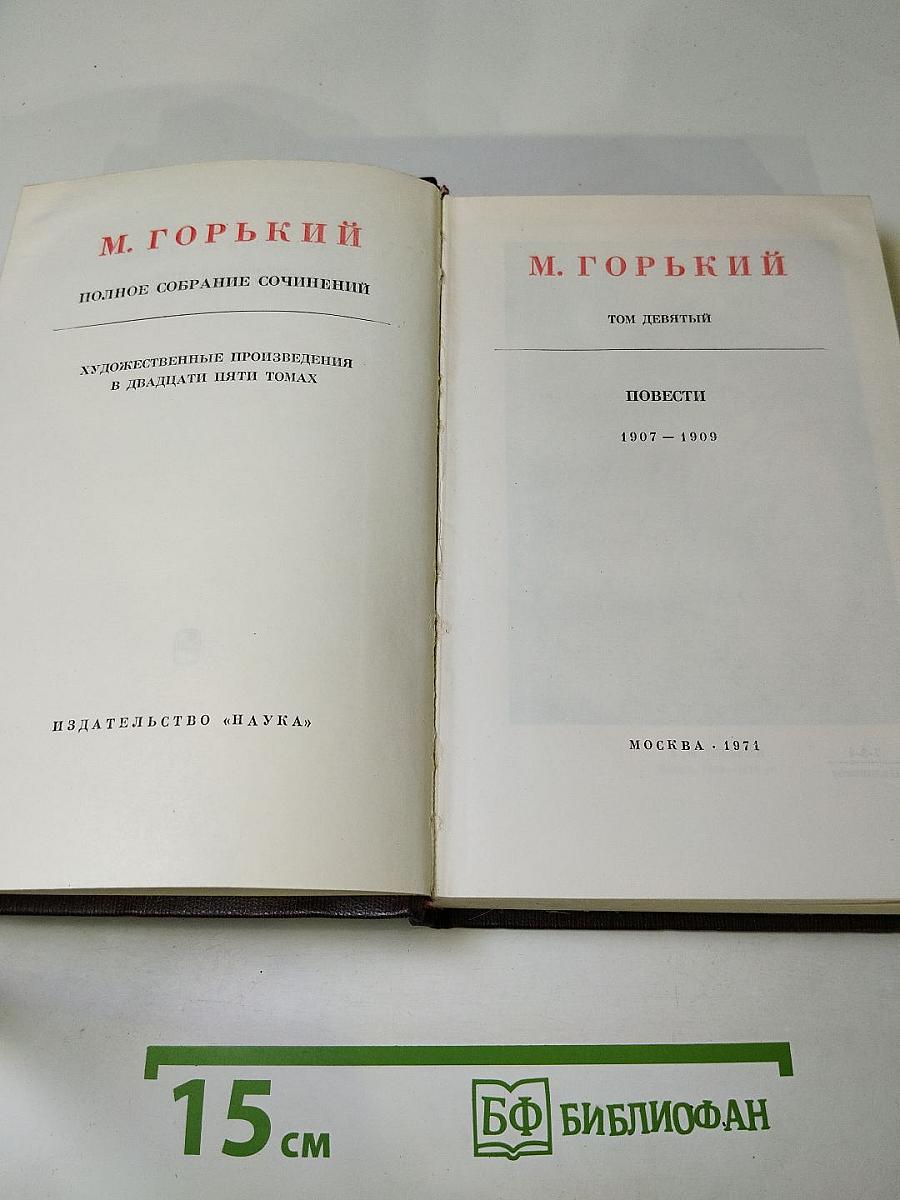 М. ГОРЬКИЙ
ПОЛНОЕ СОБРАНИЕ СОЧИНЕНИЙ
ХУДОЖЕСТВЕННЫЕ ПРОИЗВЕДЕНИЯ
В ДВАДЦАТИ ПЯТИ ТОМАХ
ИЗДАТЕЛЬСТВО «НАУКА»
М. ГОРЬКИЙ
ТОМ ДЕВЯТЫЙ
ПОВЕСТИ
1907 — 1909
МОСКВА · 1971
15 см
БФ БИБЛИОФАН